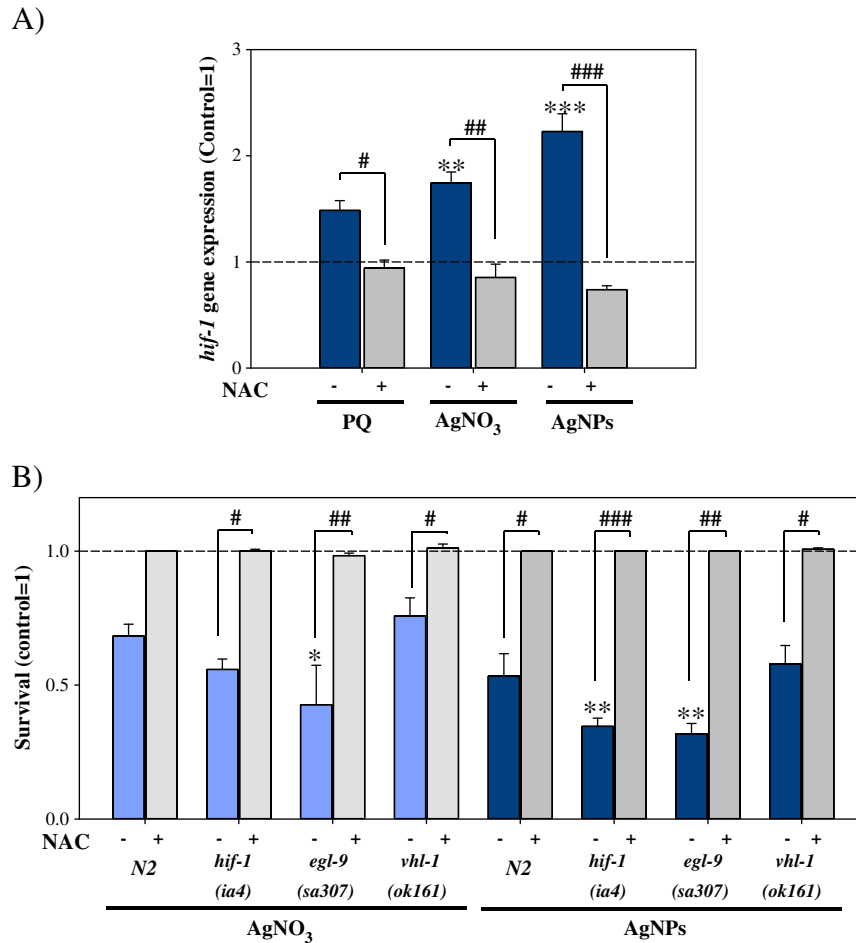 A)
hif-1 gene expression (Control=1)
3
2
1
0
#
##
###
**
***
NAC - + - + - +
PQ AgNO3 AgNPs
B)
Survival (control=1)
1.0
0.5
0.0
# ## # # ### ## #
* ** **
NAC - + - + - + - + - + - + - + - +
N2 hif-1 egl-9 vhl-1 N2 hif-1 egl-9 vhl-1
(ia4) (sa307) (ok161) (ia4) (sa307) (ok161)
AgNO3 AgNPs